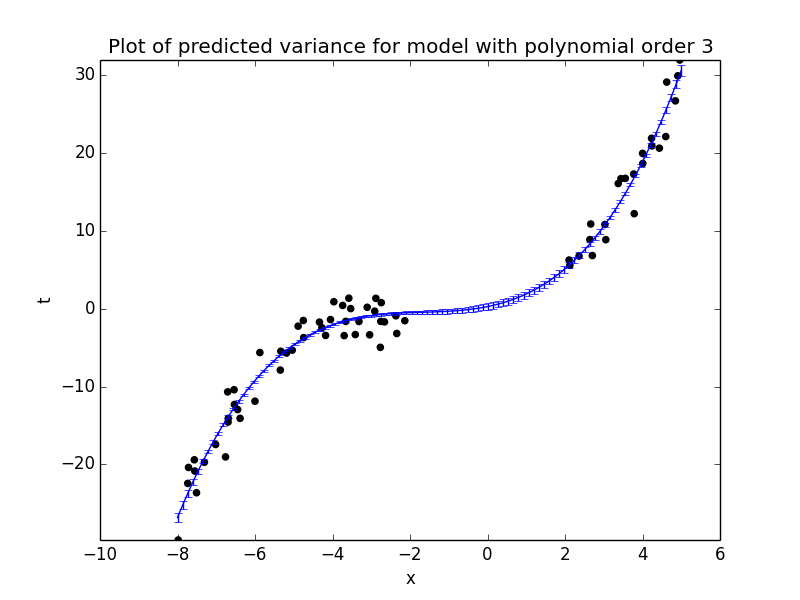 Plot of predicted variance for model with polynomial order 3
30
20
10
0
−10
−20
−10 −8 −6 −4 −2 0 2 4 6
t
x